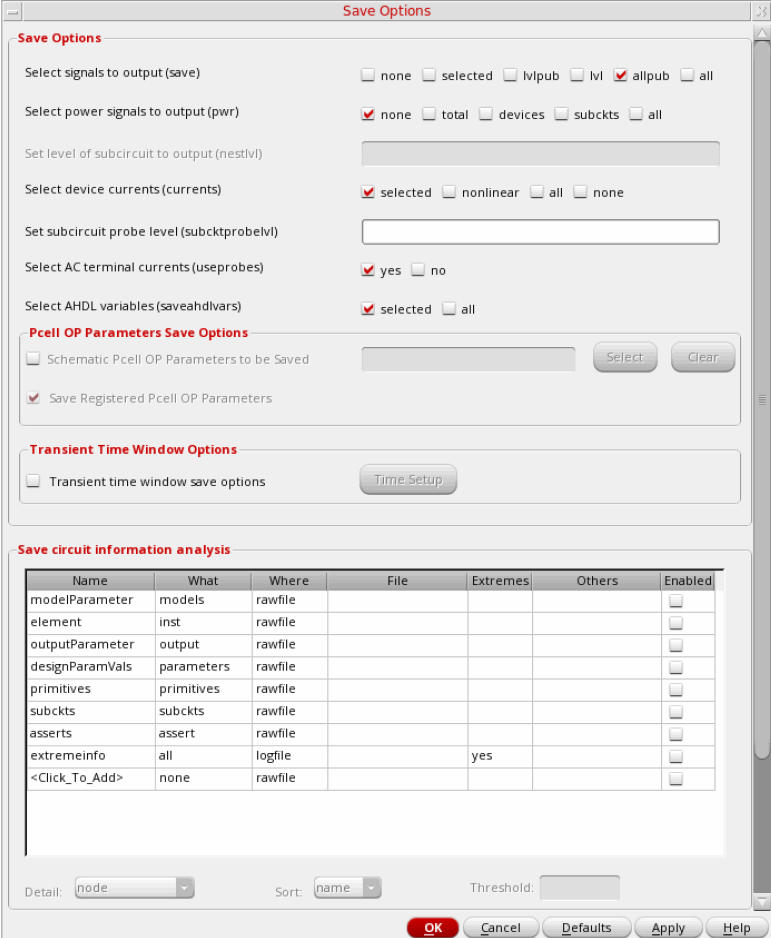 Save Options
Save Options
Select signals to output (save) none selected lvlpub lvl allpub all
Select power signals to output (pwr) none total devices subckts all
Set level of subcircuit to output (nestlvl)
Select device currents (currents) selected nonlinear all none
Set subcircuit probe level (subcktprobelvl)
Select AC terminal currents (useprobes) yes no
Select AHDL variables (saveahdlvars) selected all
Pcell OP Parameters Save Options
Schematic Pcell OP Parameters to be Saved Select Clear
Save Registered Pcell OP Parameters
Transient Time Window Options
Transient time window save options Time Setup
Save circuit information analysis
Name What Where File Extremes Others Enabled
modelParameter models rawfile
element inst rawfile
outputParameter output rawfile
designParamVals parameters rawfile
primitives primitives rawfile
subckts subckts rawfile
asserts assert rawfile
extremeinfo all logfile yes
<Click_To_Add> none rawfile
Detail: node Sort: name Threshold:
OK Cancel Defaults Apply Help